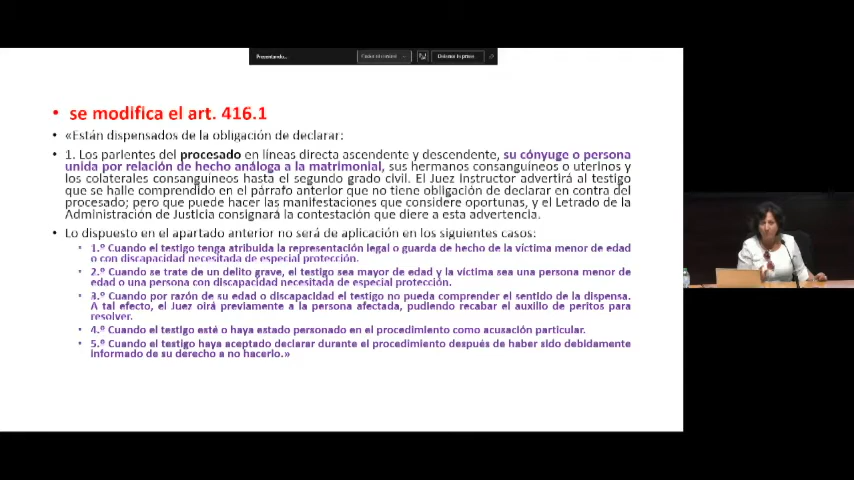 Presentando...
• se modifica el art. 416.1
• «Están dispensados de la obligación de declarar:
• 1. Los parientes del procesado en líneas directa ascendente y descendente, su cónyuge o persona
unida por relación de hecho análoga a la matrimonial, sus hermanos consanguíneos o uterinos y
los colaterales consanguíneos hasta el segundo grado civil. El Juez Instructor advertirá al testigo
que se halle comprendido en el párrafo anterior que no tiene obligación de declarar en contra del
procesado; pero que puede hacer las manifestaciones que considere oportunas, y el Letrado de la
Administración de Justicia consignará la contestación que diere a esta advertencia.
• Lo dispuesto en el apartado anterior no será de aplicación en los siguientes casos:
• 1.º Cuando el testigo tenga atribuida la representación legal o guarda de hecho de la víctima menor de edad
o con discapacidad necesitada de especial protección.
• 2.º Cuando se trate de un delito grave, el testigo sea mayor de edad y la víctima sea una persona menor de
edad o una persona con discapacidad necesitada de especial protección.
• 3.º Cuando por razón de su edad o discapacidad el testigo no pueda comprender el sentido de la dispensa.
A tal efecto, el Juez oirá previamente a la persona afectada, pudiendo recabar el auxilio de peritos para
resolver.
• 4.º Cuando el testigo esté o haya estado personado en el procedimiento como acusación particular.
• 5.º Cuando el testigo haya aceptado declarar durante el procedimiento después de haber sido debidamente
informado de su derecho a no hacerlo.»